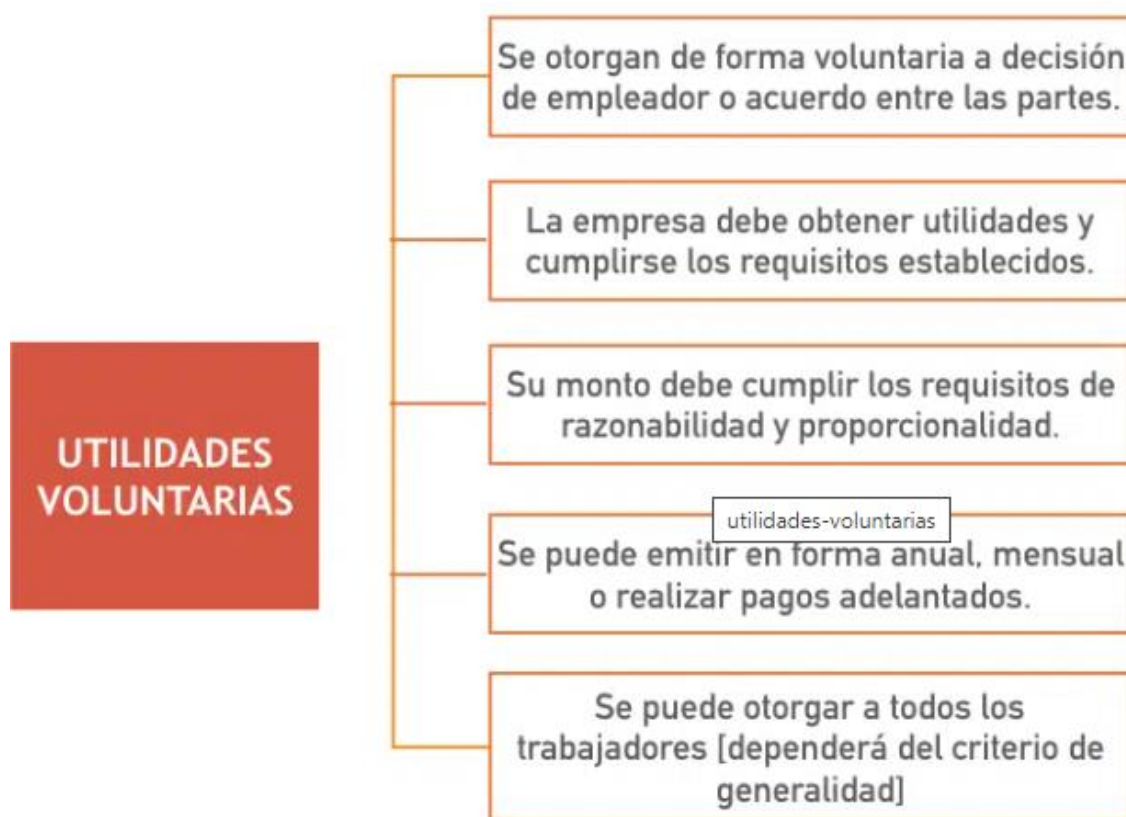 Se otorgan de forma voluntaria a decisión
de empleador o acuerdo entre las partes.
La empresa debe obtener utilidades y
cumplirse los requisitos establecidos.
Su monto debe cumplir los requisitos de
razonabilidad y proporcionalidad.
UTILIDADES
VOLUNTARIAS
utilidades-voluntarias
Se puede emitir en forma anual, mensual
o realizar pagos adelantados.
Se puede otorgar a todos los
trabajadores [dependerá del criterio de
generalidad]